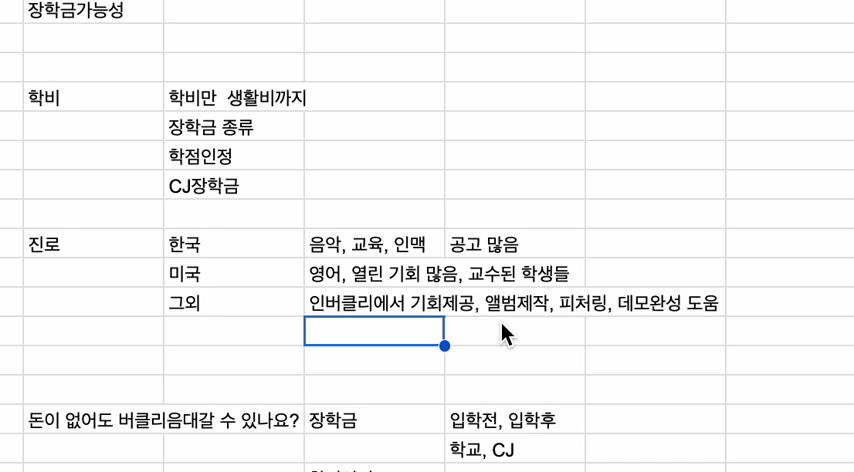 장학금가능성
학비 학비만 생활비까지
장학금 종류
학점인정
CJ장학금
진로 한국 음악, 교육, 인맥 공고 많음
미국 영어, 열린 기회 많음, 교수된 학생들
그외 인버클리에서 기회제공, 앨범제작, 피처링, 데모완성 도움
돈이 없어도 버클리음대갈 수 있나요? 장학금 입학전, 입학후
학교, CJ